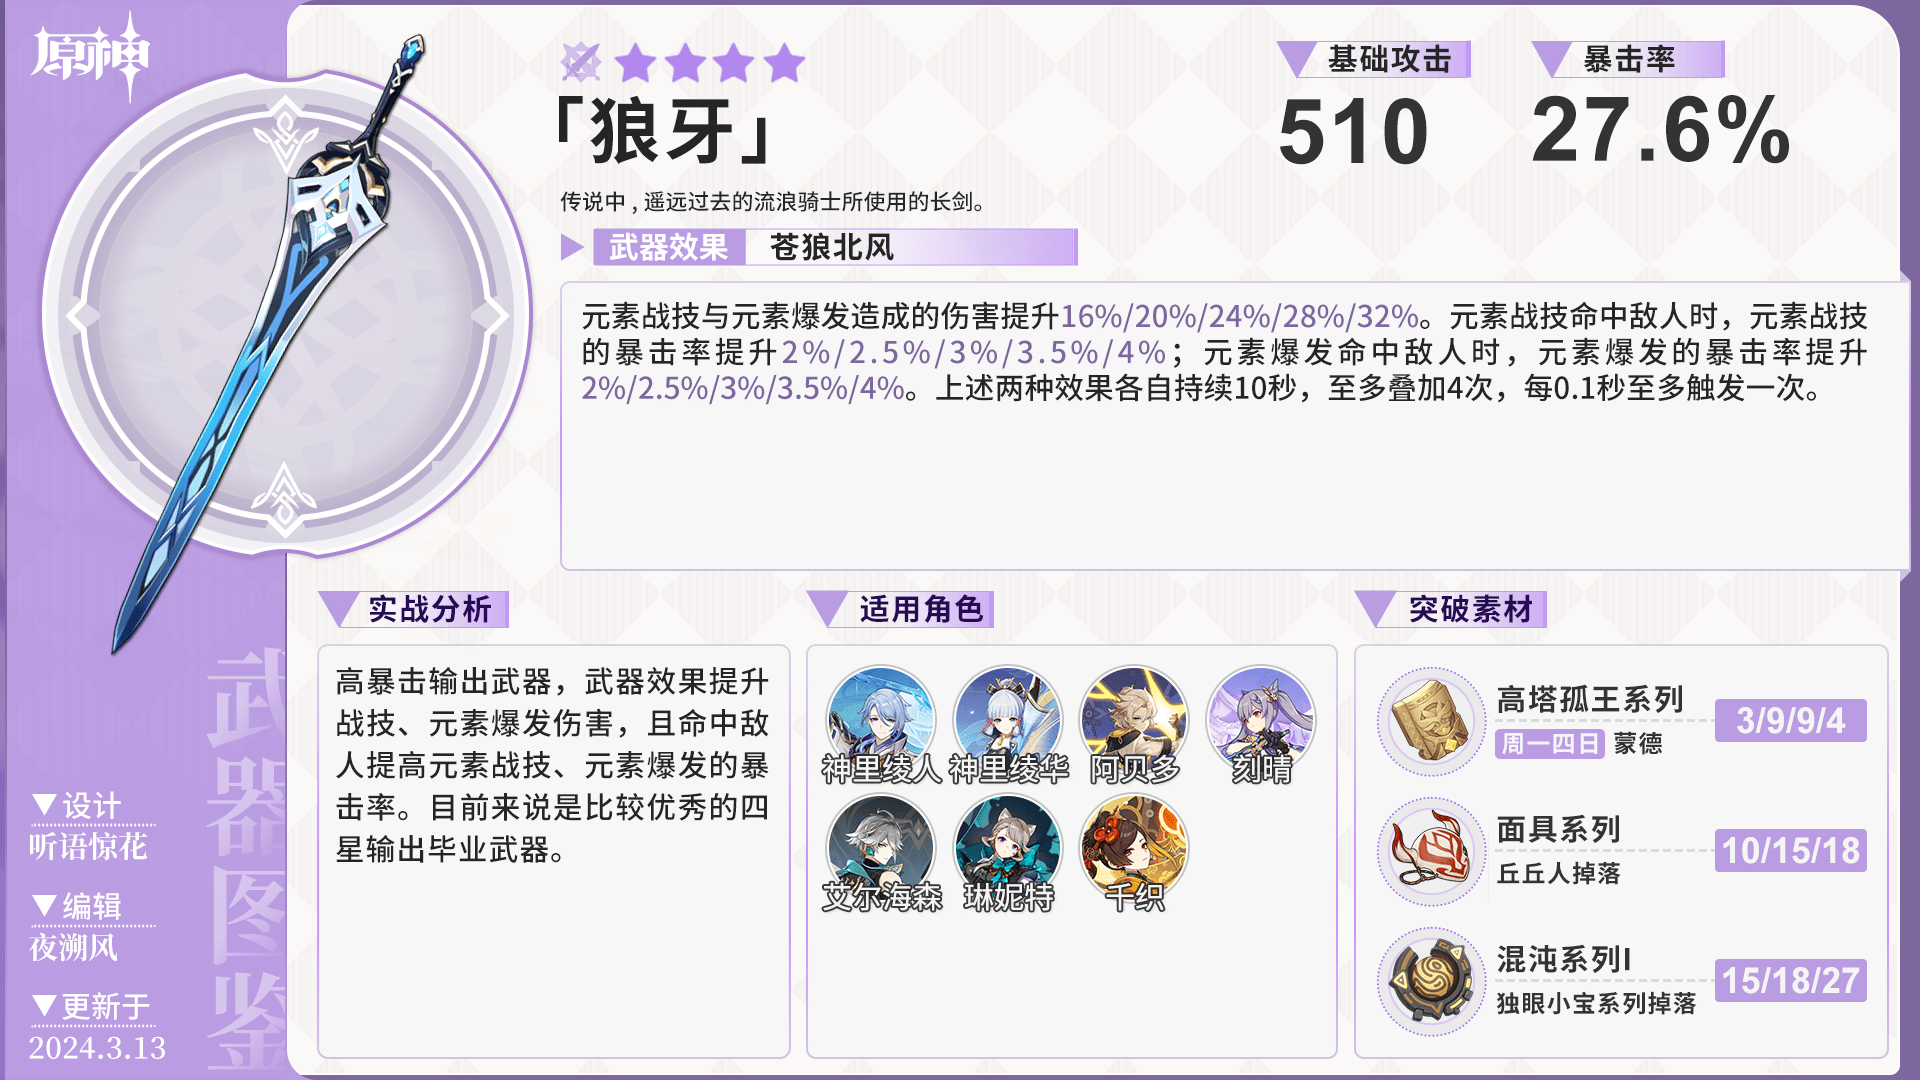 原神
「狼牙」
传说中，遥远过去的流浪骑士所使用的长剑。
基础攻击
510
暴击率
27.6%
武器效果
苍狼北风
元素战技与元素爆发造成的伤害提升16%/20%/24%/28%/32%。元素战技命中敌人时，元素战技
的暴击率提升2%/2.5%/3%/3.5%/4%；元素爆发命中敌人时，元素爆发的暴击率提升
2%/2.5%/3%/3.5%/4%。上述两种效果各自持续10秒，至多叠加4次，每0.1秒至多触发一次。
实战分析
高暴击输出武器，武器效果提升
战技、元素爆发伤害，且命中敌
人提高元素战技、元素爆发的暴
击率。目前来说是比较优秀的四
星输出毕业武器。
适用角色
神里绫人
神里绫华
阿贝多
刻晴
艾尔海森
琳妮特
千织
突破素材
高塔孤王系列
周一四日 蒙德
3/9/9/4
面具系列
丘丘人掉落
10/15/18
混沌系列I
独眼小宝系列掉落
15/18/27
武器图鉴
▼设计
听语惊花
▼编辑
夜溯风
▼更新于
2024.3.13